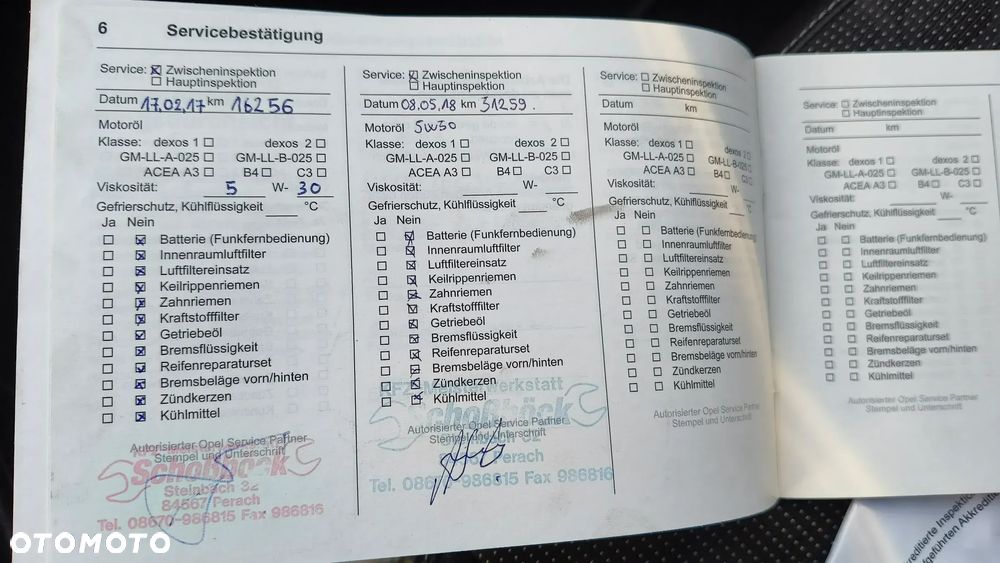 6 Servicebestätigung
Service: Zwischeninspektion
Hauptinspektion
Datum 17.02.17 km 16256
Motoröl
Klasse: dexos 1 dexos 2
GM-LL-A-025 GM-LL-B-025
ACEA A3 B4 C3
Viskosität: 5 W- 30
Gefrierschutz, Kühlflüssigkeit °C
Ja Nein
Batterie (Funkfernbedienung)
Innenraumluftfilter
Luftfiltereinsatz
Keilrippenriemen
Zahnriemen
Kraftstofffilter
Getriebeöl
Bremsflüssigkeit
Reifenreparaturset
Bremsbeläge vorn/hinten
Zündkerzen
Kühlmittel
Autorisierter Opel Service Partner
Stempel und Unterschrift
Schoßböck
Steinbach 32
84567 Perach
Tel. 08670-986815 Fax 986816
Service: Zwischeninspektion
Hauptinspektion
Datum 08.05.18 km 31259.
Motoröl 5W30
Klasse: dexos 1 dexos 2
GM-LL-A-025 GM-LL-B-025
ACEA A3 B4 C3
Viskosität: W-
Gefrierschutz, Kühlflüssigkeit °C
Ja Nein
Batterie (Funkfernbedienung)
Innenraumluftfilter
Luftfiltereinsatz
Keilrippenriemen
Zahnriemen
Kraftstofffilter
Getriebeöl
Bremsflüssigkeit
Reifenreparaturset
Bremsbeläge vorn/hinten
Zündkerzen
Kühlmittel
KFZ-Meisterwerkstatt
Autorisierter Opel Service Partner
Stempel und Unterschrift
Schoßböck
32
Perach
Tel. 08670-986815 Fax 986816
Service: Zwischeninspektion
Hauptinspektion
Datum km
Motoröl
Klasse: dexos 1 dexos 2
GM-LL-A-025 GM-LL-B-025
ACEA A3 B4 C3
Viskosität: W-
Gefrierschutz, Kühlflüssigkeit °C
Ja Nein
Batterie (Funkfernbedienung)
Innenraumluftfilter
Luftfiltereinsatz
Keilrippenriemen
Zahnriemen
Kraftstofffilter
Getriebeöl
Bremsflüssigkeit
Reifenreparaturset
Bremsbeläge vorn/hinten
Zündkerzen
Kühlmittel
Autorisierter Opel Service Partner
Stempel und Unterschrift
Service: Zwischeninspektion
Hauptinspektion
Datum km
Motoröl
Klasse: dexos 1 dexos 2
GM-LL-A-025 GM-LL-B-025
ACEA A3 B4 C3
Viskosität: W-
Gefrierschutz, Kühlflüssigkeit °C
Ja Nein
Batterie (Funkfernbedienung)
Innenraumluftfilter
Luftfiltereinsatz
Keilrippenriemen
Zahnriemen
Kraftstofffilter
Getriebeöl
Bremsflüssigkeit
Reifenreparaturset
Bremsbeläge vorn/hinten
Zündkerzen
Kühlmittel
Autorisierter Opel Service Partner
Stempel und Unterschrift
OTOMOTO